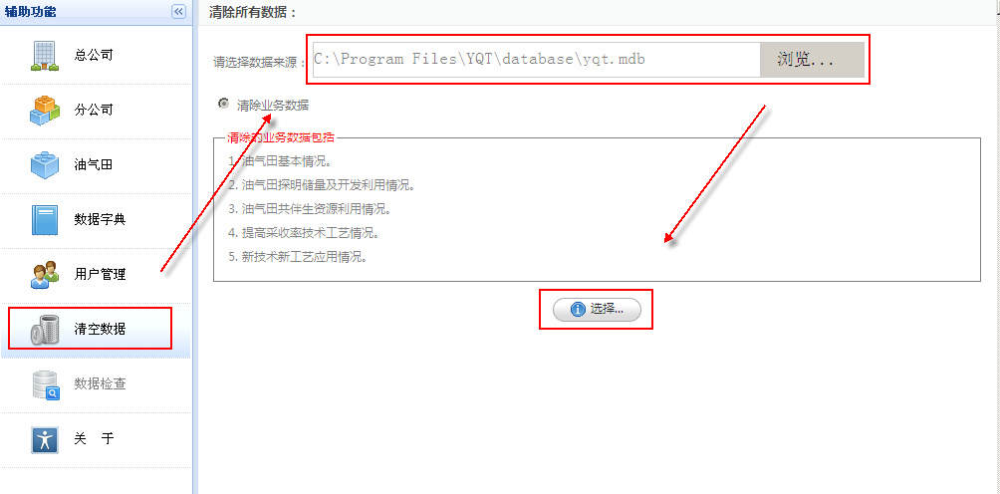 辅助功能
总公司
分公司
油气田
数据字典
用户管理
清空数据
数据检查
关 于
清除所有数据：
请选择数据来源： C:\Program Files\YQT\database\yqt.mdb 浏览...
清除业务数据
清除的业务数据包括
1. 油气田基本情况。
2. 油气田探明储量及开发利用情况。
3. 油气田共伴生资源利用情况。
4. 提高采收率技术工艺情况。
5. 新技术新工艺应用情况。
选择...